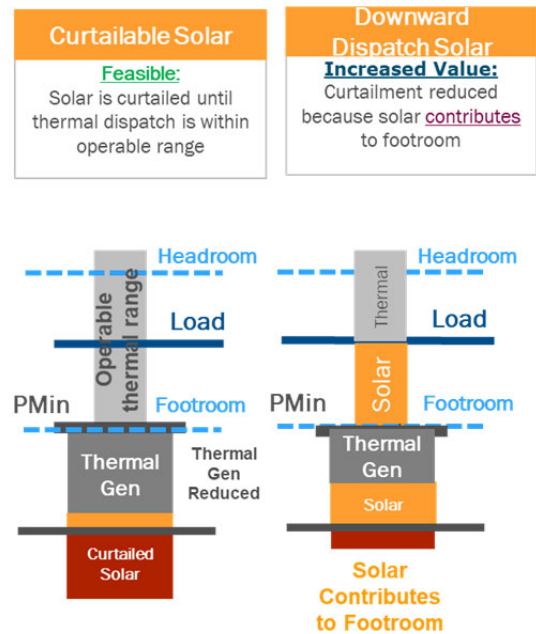 Curtailable Solar
Feasible:
Solar is curtailed until
thermal dispatch is within
operable range
Downward
Dispatch Solar
Increased Value:
Curtailment reduced
because solar contributes
to footroom
Headroom
Operable
thermal range
Load
PMin
Footroom
Thermal
Gen
Thermal
Gen
Reduced
Curtailed
Solar
Headroom
Thermal
Load
Solar
PMin
Footroom
Thermal
Gen
Solar
Solar
Contributes
to Footroom